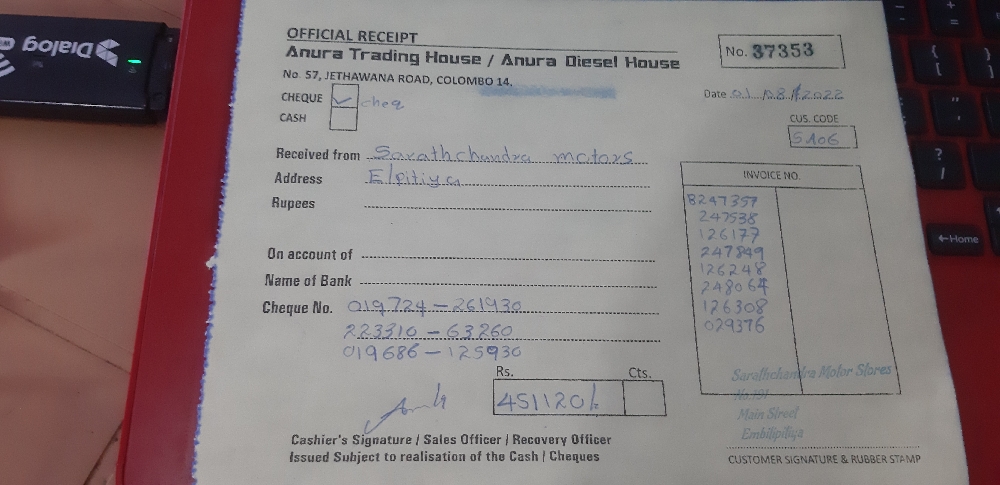 Dialog
OFFICIAL RECEIPT
Anura Trading House / Anura Diesel House
No. 57, JETHAWANA ROAD, COLOMBO 14.
No. 37353
CHEQUE cheq
CASH
Date 01/08/2022
CUS. CODE
5106
Received from Sarathchundra motors
Address Elpitiya
Rupees
On account of
Name of Bank
Cheque No. 019724-261930
223310-63260
019686-125930
INVOICE NO.
8247357
247538
126177
247849
126248
248064
126308
029376
Rs. Cts.
451120/-
Cashier's Signature / Sales Officer / Recovery Officer
Issued Subject to realisation of the Cash / Cheques
Sarathchandra Motor Stores
Main Street
Embilipitiya
CUSTOMER SIGNATURE & RUBBER STAMP
Home